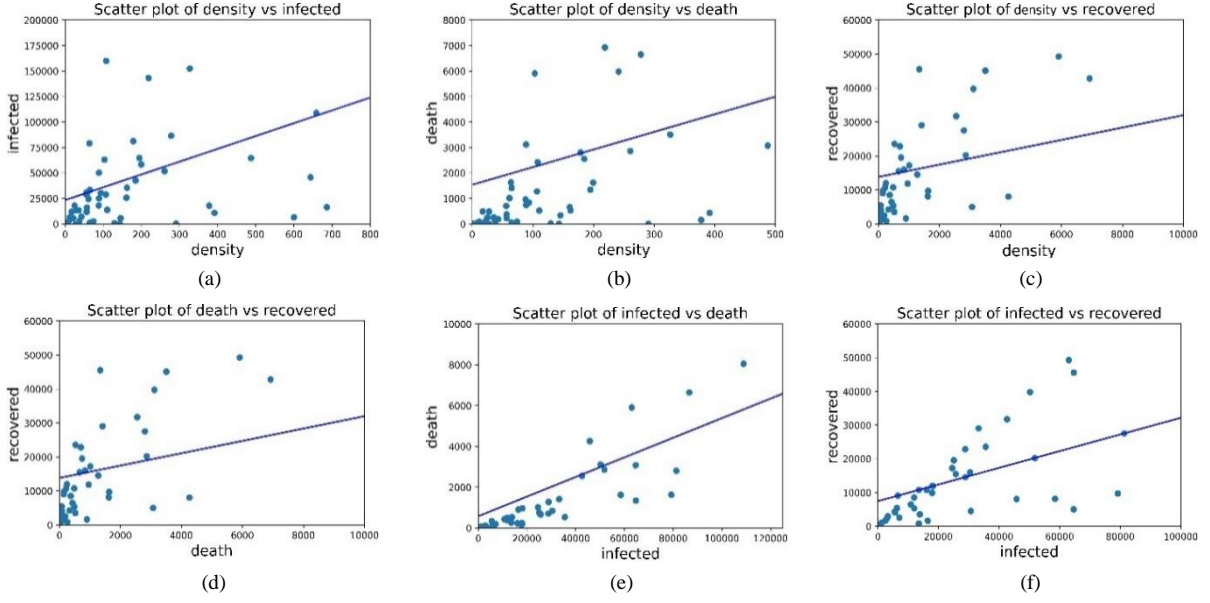 Scatter plot of density vs infected
200000
175000
150000
125000
100000
75000
50000
25000
0
infected
0 100 200 300 400 500 600 700 800
density
(a)
Scatter plot of density vs death
8000
7000
6000
5000
4000
3000
2000
1000
0
death
0 100 200 300 400 500
density
(b)
Scatter plot of density vs recovered
60000
50000
40000
30000
20000
10000
0
recovered
0 2000 4000 6000 8000 10000
density
(c)
Scatter plot of death vs recovered
60000
50000
40000
30000
20000
10000
0
recovered
0 2000 4000 6000 8000 10000
death
(d)
Scatter plot of infected vs death
10000
8000
6000
4000
2000
0
death
0 20000 40000 60000 80000 100000 120000
infected
(e)
Scatter plot of infected vs recovered
60000
50000
40000
30000
20000
10000
0
recovered
0 20000 40000 60000 80000 100000
infected
(f)